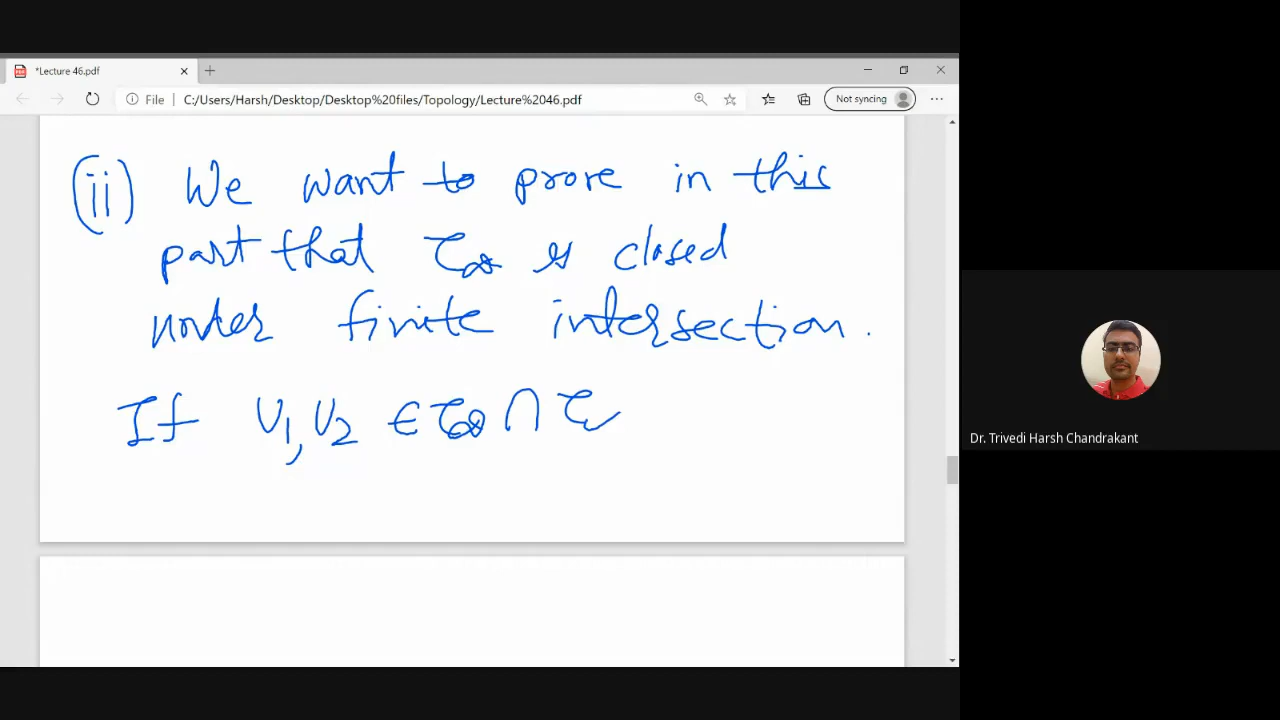 *Lecture 46.pdf
File | C:/Users/Harsh/Desktop/Desktop%20files/Topology/Lecture%2046.pdf
Not syncing
(ii) We want to prove in this
part that τ∞ is closed
under finite intersection.
If U1, U2 ∈ τ∞ ∩ τ
Dr. Trivedi Harsh Chandrakant